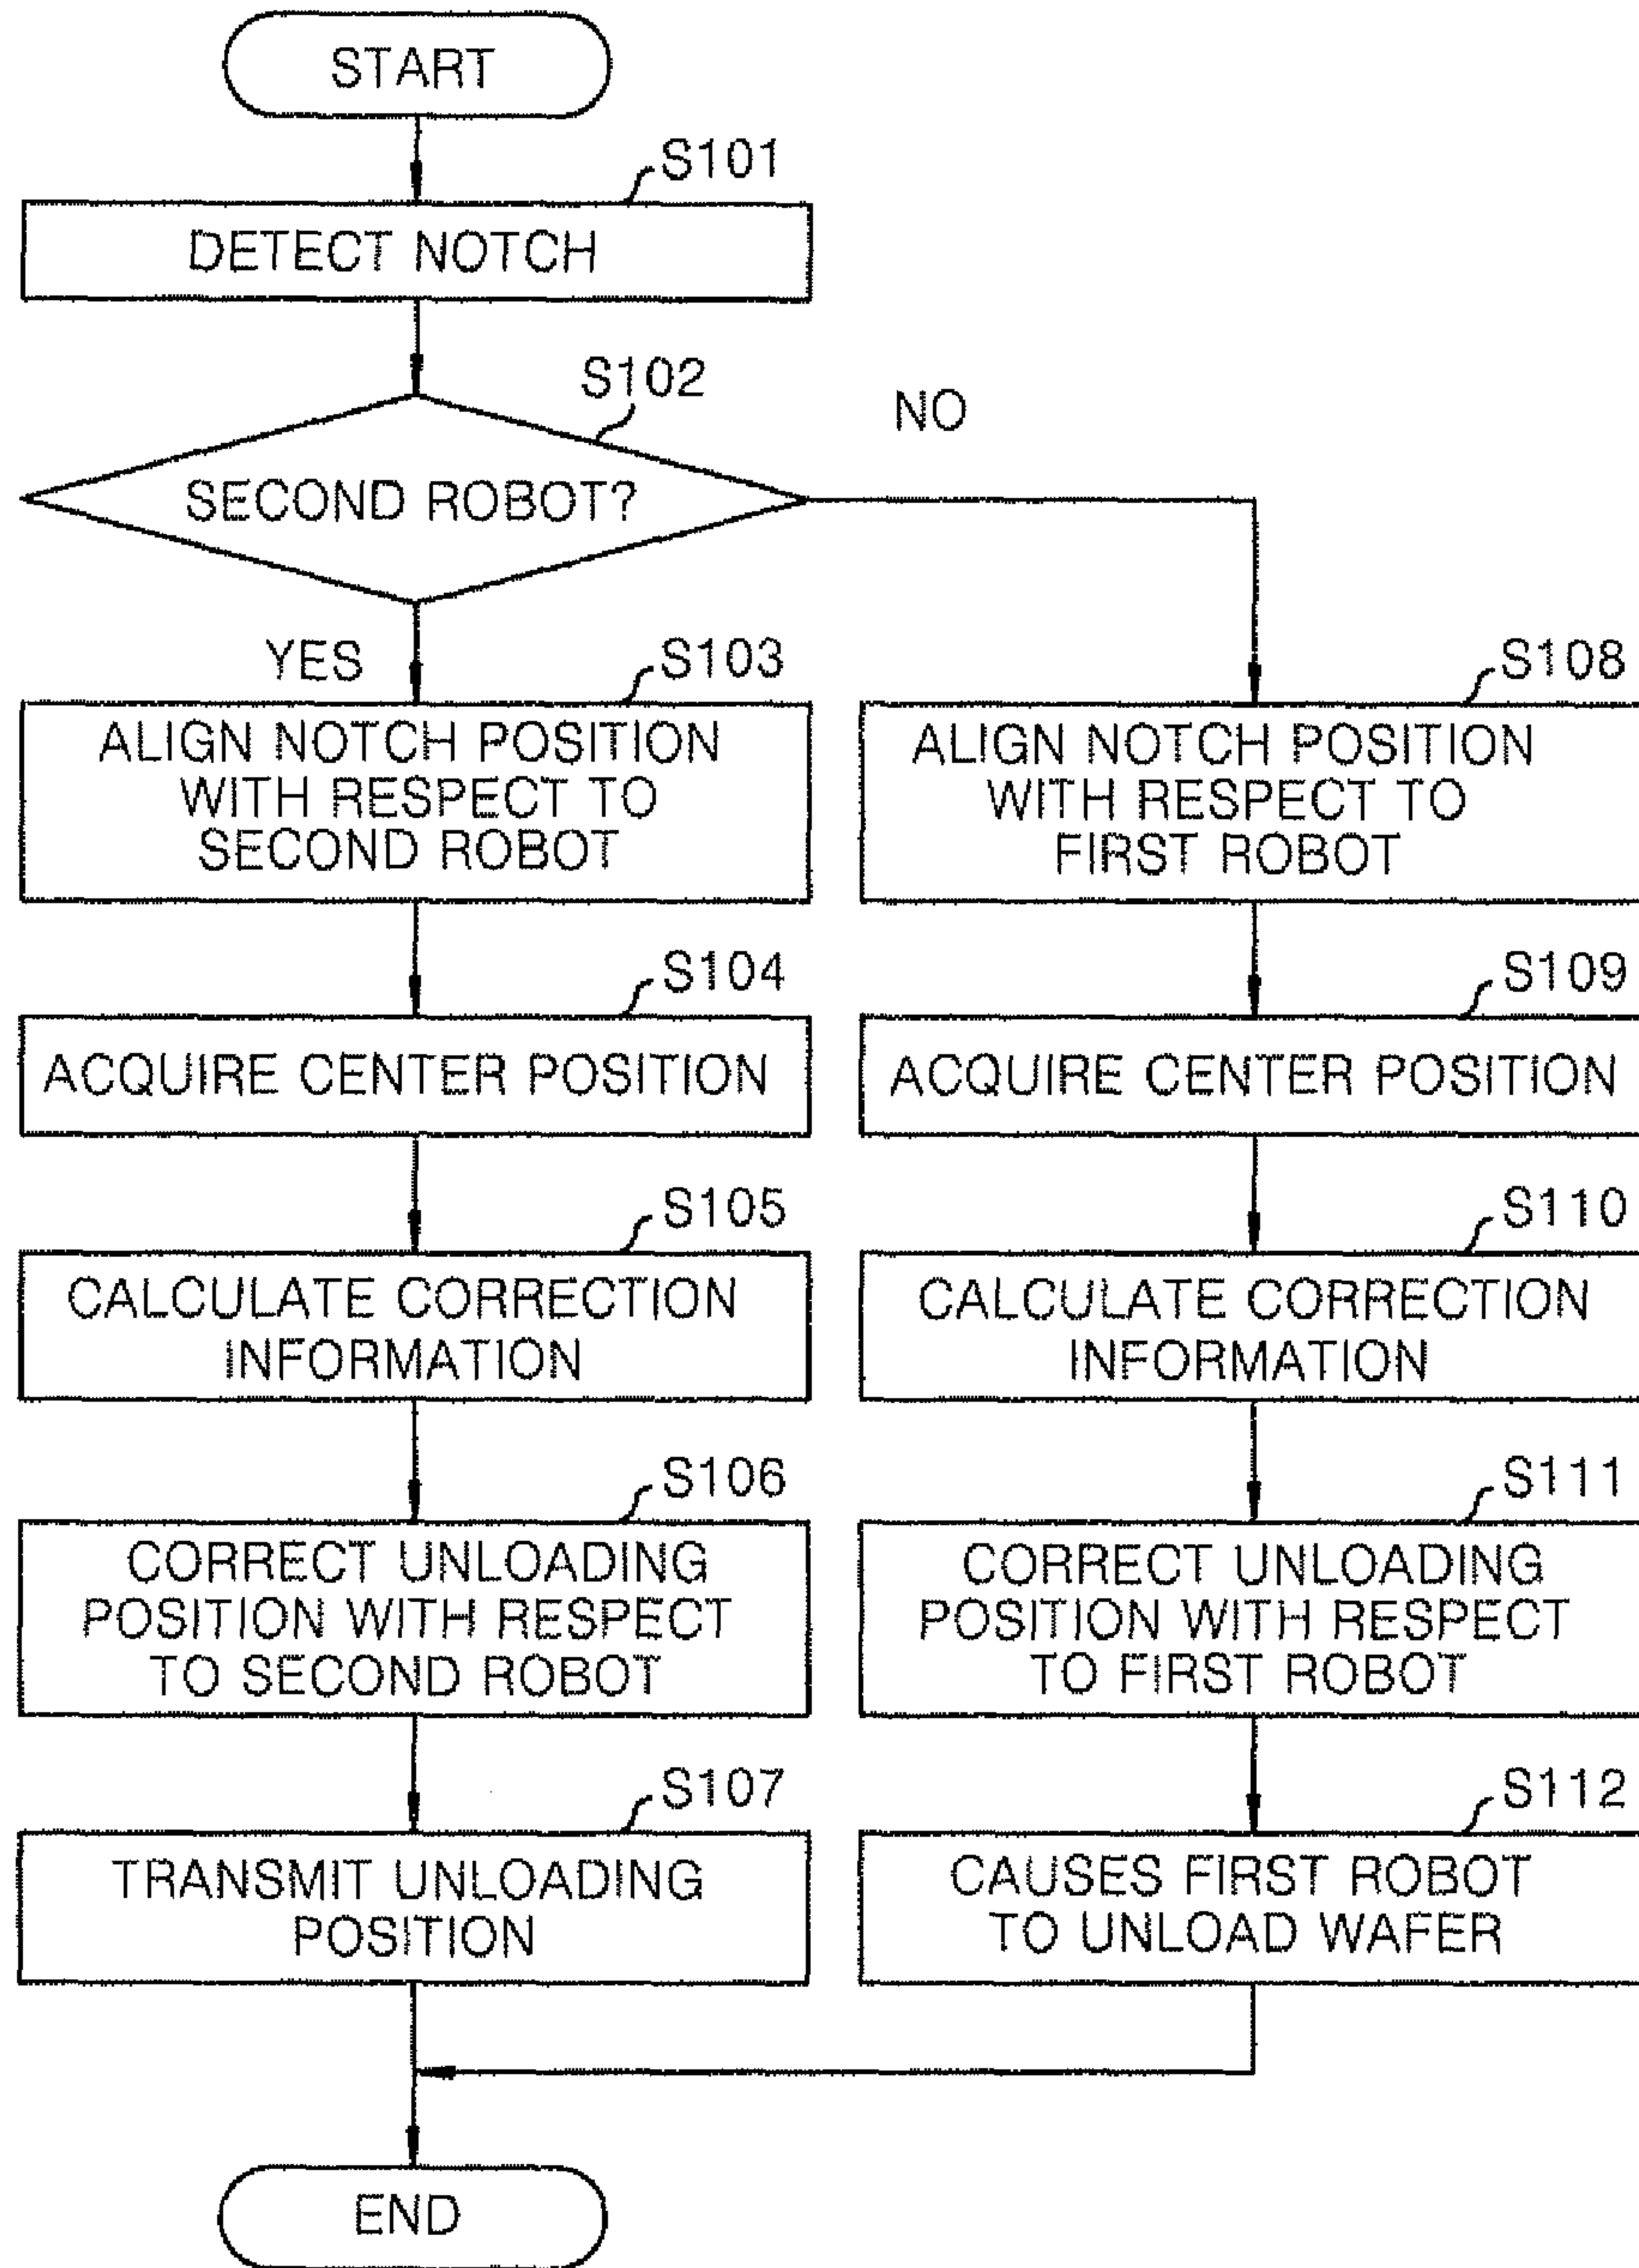 START
S101
DETECT NOTCH
S102
NO
SECOND ROBOT?
YES
S103
ALIGN NOTCH POSITION
WITH RESPECT TO
SECOND ROBOT
S104
ACQUIRE CENTER POSITION
S105
CALCULATE CORRECTION
INFORMATION
S106
CORRECT UNLOADING
POSITION WITH RESPECT
TO SECOND ROBOT
S107
TRANSMIT UNLOADING
POSITION
S108
ALIGN NOTCH POSITION
WITH RESPECT TO
FIRST ROBOT
S109
ACQUIRE CENTER POSITION
S110
CALCULATE CORRECTION
INFORMATION
S111
CORRECT UNLOADING
POSITION WITH RESPECT
TO FIRST ROBOT
S112
CAUSES FIRST ROBOT
TO UNLOAD WAFER
END